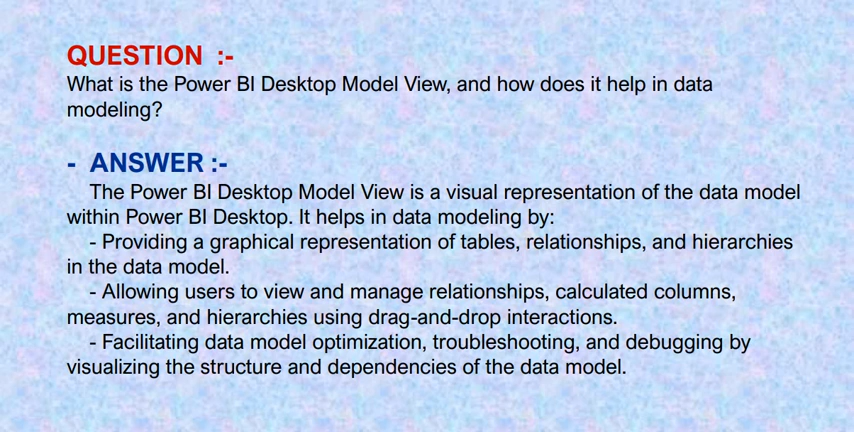 QUESTION :-
What is the Power BI Desktop Model View, and how does it help in data
modeling?
- ANSWER :-
The Power BI Desktop Model View is a visual representation of the data model
within Power BI Desktop. It helps in data modeling by:
- Providing a graphical representation of tables, relationships, and hierarchies
in the data model.
- Allowing users to view and manage relationships, calculated columns,
measures, and hierarchies using drag-and-drop interactions.
- Facilitating data model optimization, troubleshooting, and debugging by
visualizing the structure and dependencies of the data model.